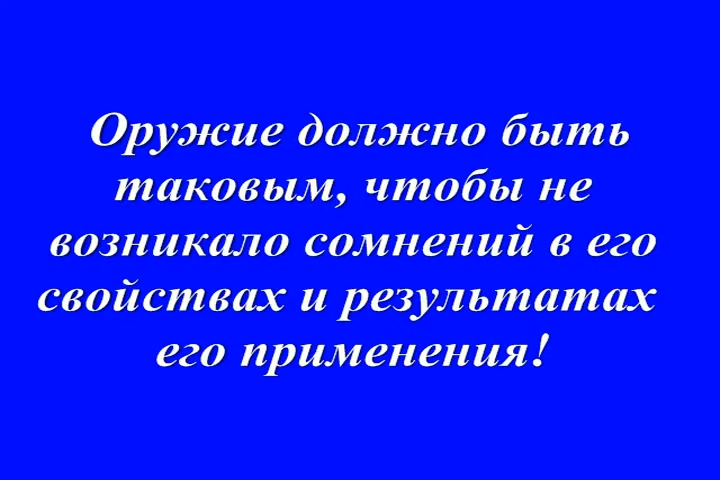 Оружие должно быть
таковым, чтобы не
возникало сомнений в его
свойствах и результатах
его применения!